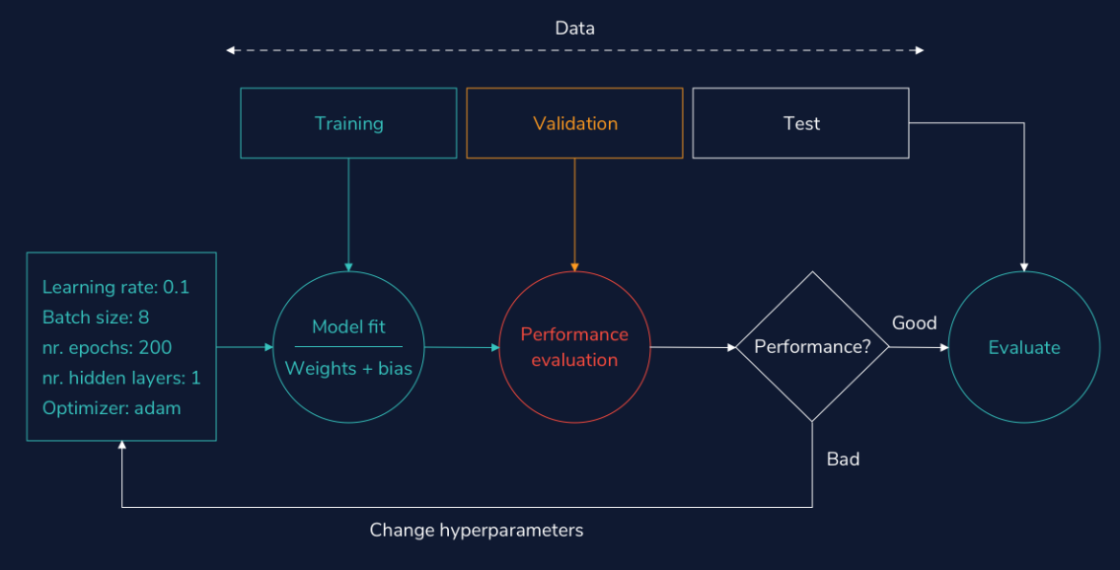 Data
Training
Validation
Test
Learning rate: 0.1
Batch size: 8
nr. epochs: 200
nr. hidden layers: 1
Optimizer: adam
Model fit
Weights + bias
Performance
evaluation
Performance?
Good
Evaluate
Bad
Change hyperparameters